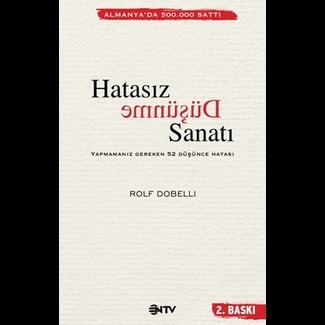 ALMANYA'DA 500.000 SATTI
Hatasız
Düşünme
Sanatı
YAPMAMANIZ GEREKEN 52 DÜŞÜNCE HATASI
ROLF DOBELLI
2. BASKI
NTV